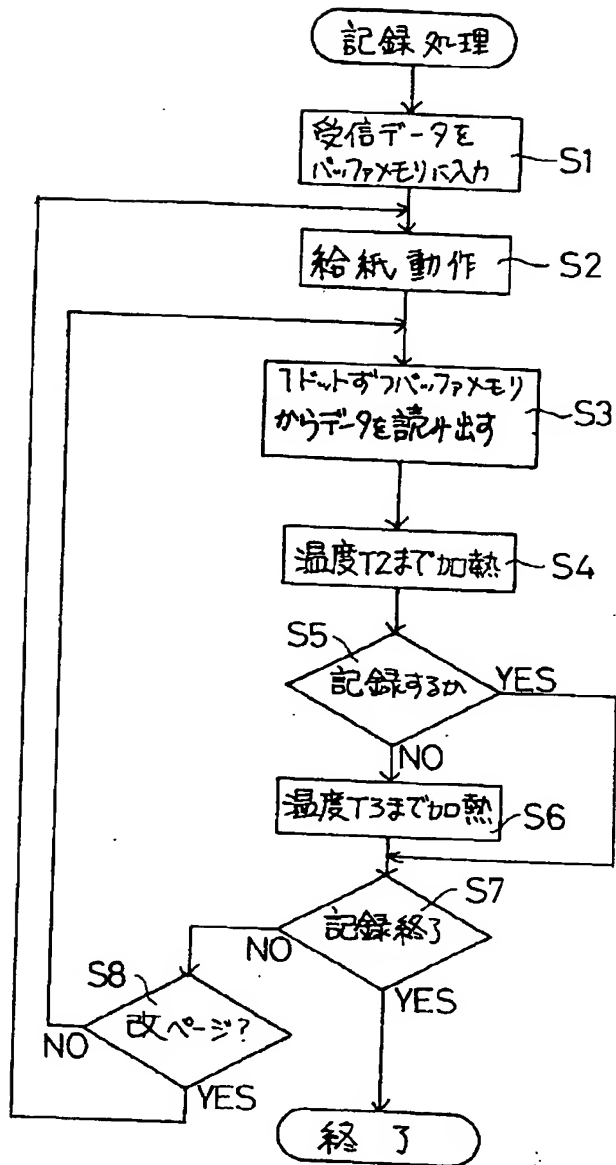 記録処理
受信データを
バッファメモリに入力
S1
給紙動作
S2
1ドットずつバッファメモリ
からデータを読み出す
S3
温度T2まで加熱
S4
S5
記録するか
YES
NO
温度T3まで加熱
S6
S7
記録終了
NO
YES
S8
改ページ?
NO
YES
終了